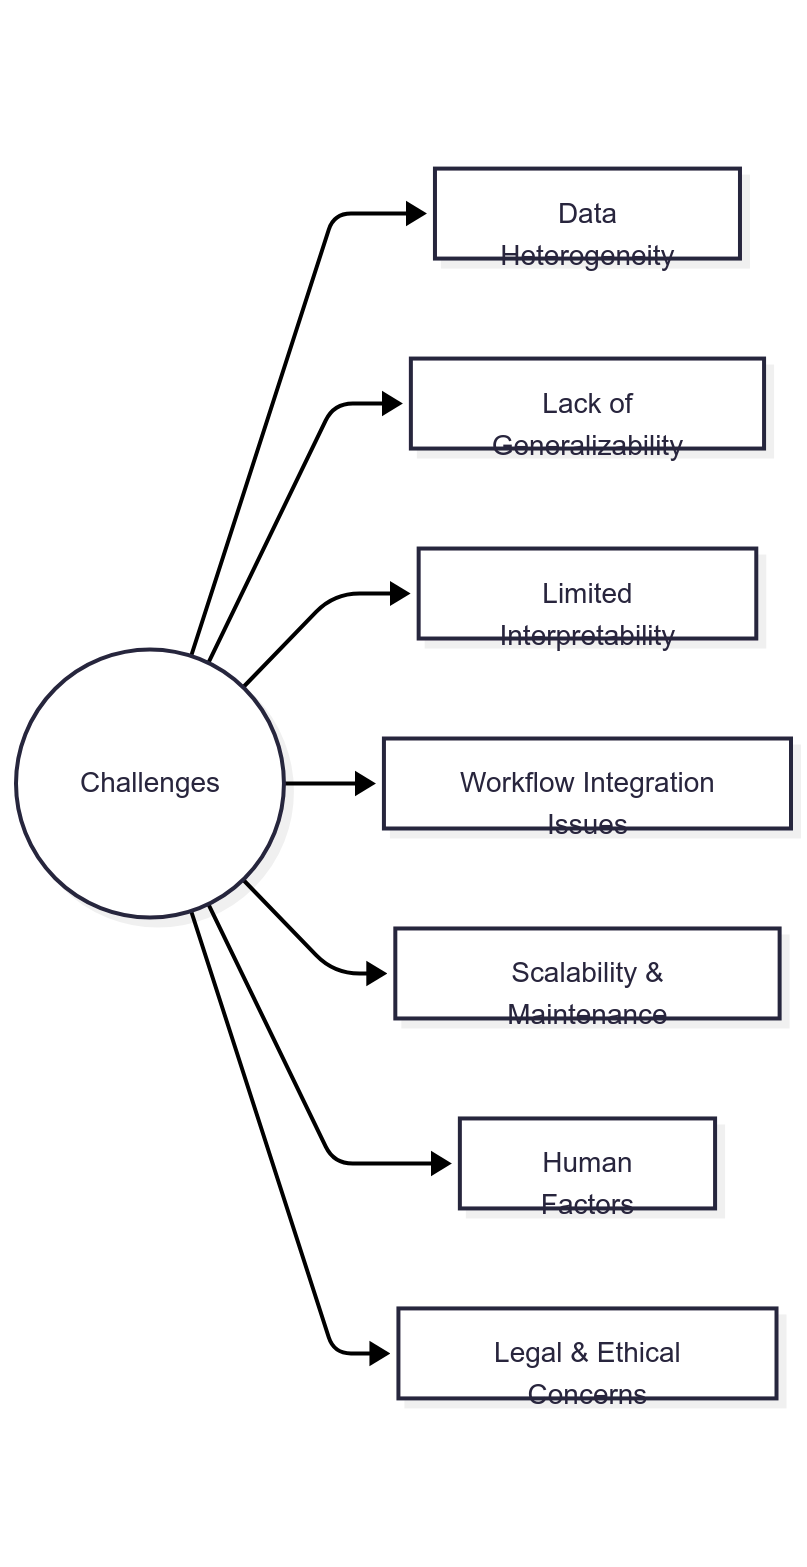 Data
Heterogeneity
Lack of
Generalizability
Limited
Interpretability
Challenges
Workflow Integration
Issues
Scalability &
Maintenance
Human
Factors
Legal & Ethical
Concerns